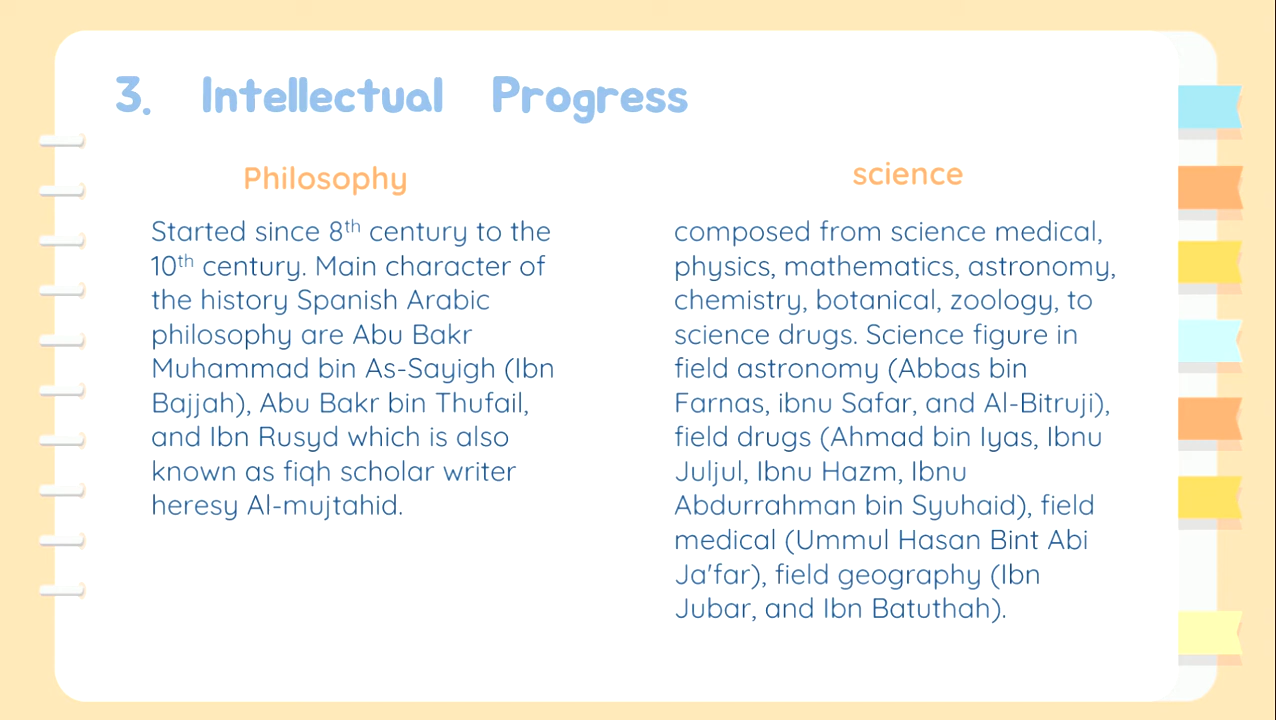 3. Intellectual Progress
Philosophy
Started since 8th century to the
10th century. Main character of
the history Spanish Arabic
philosophy are Abu Bakr
Muhammad bin As-Sayigh (Ibn
Bajjah), Abu Bakr bin Thufail,
and Ibn Rusyd which is also
known as fiqh scholar writer
heresy Al-mujtahid.
science
composed from science medical,
physics, mathematics, astronomy,
chemistry, botanical, zoology, to
science drugs. Science figure in
field astronomy (Abbas bin
Farnas, ibnu Safar, and Al-Bitruji),
field drugs (Ahmad bin Iyas, Ibnu
Juljul, Ibnu Hazm, Ibnu
Abdurrahman bin Syuhaid), field
medical (Ummul Hasan Bint Abi
Ja'far), field geography (Ibn
Jubar, and Ibn Batuthah).